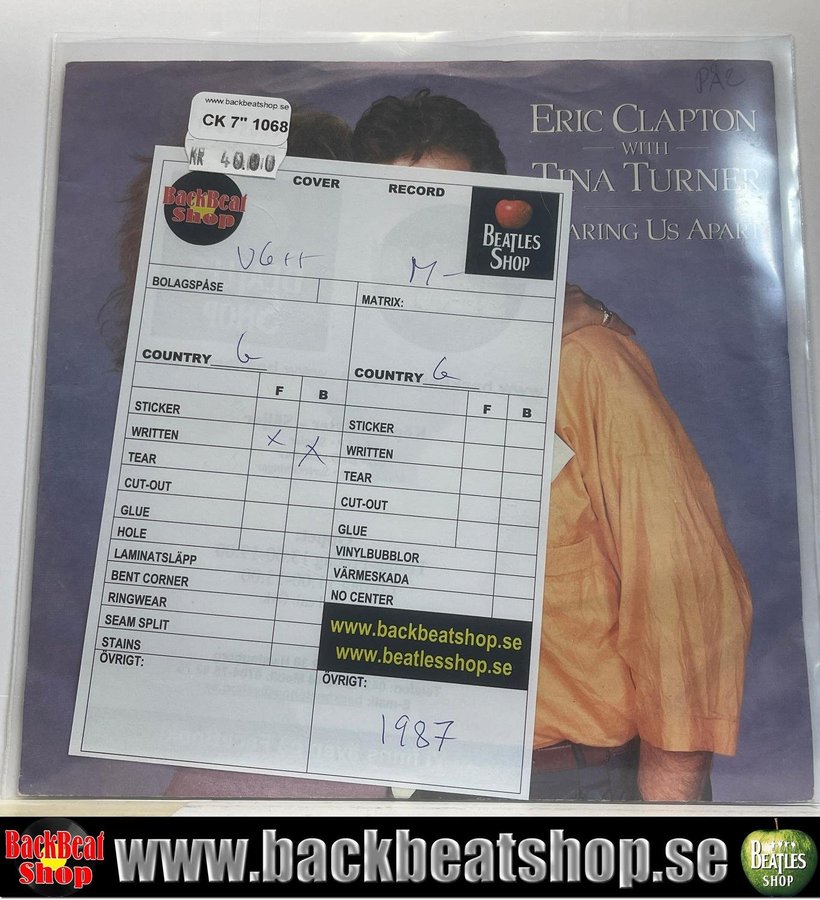 PÅ2
ERIC CLAPTON
WITH
TINA TURNER
ARING US APART
www.backbeatshop.se
CK 7" 1068
KR 40.00
BackBeat
Shop
COVER
RECORD
BEATLES
SHOP
VG++
M-
BOLAGSPÅSE
MATRIX:
COUNTRY G
COUNTRY G
F B
F B
STICKER
WRITTEN X X
TEAR
CUT-OUT
GLUE
HOLE
LAMINATSLÄPP
BENT CORNER
RINGWEAR
SEAM SPLIT
STAINS
ÖVRIGT:
STICKER
WRITTEN
TEAR
CUT-OUT
GLUE
VINYLBUBBLOR
VÄRMESKADA
NO CENTER
www.backbeatshop.se
www.beatlesshop.se
ÖVRIGT:
1987
BackBeat
Shop
www.backbeatshop.se
BEATLES
SHOP